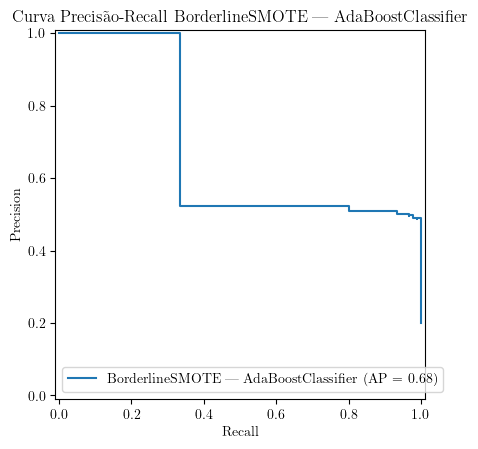 Curva Precisão-Recall BorderlineSMOTE — AdaBoostClassifier
1.0
0.8
0.6
0.4
0.2
0.0
Precision
BorderlineSMOTE — AdaBoostClassifier (AP = 0.68)
0.0 0.2 0.4 0.6 0.8 1.0
Recall